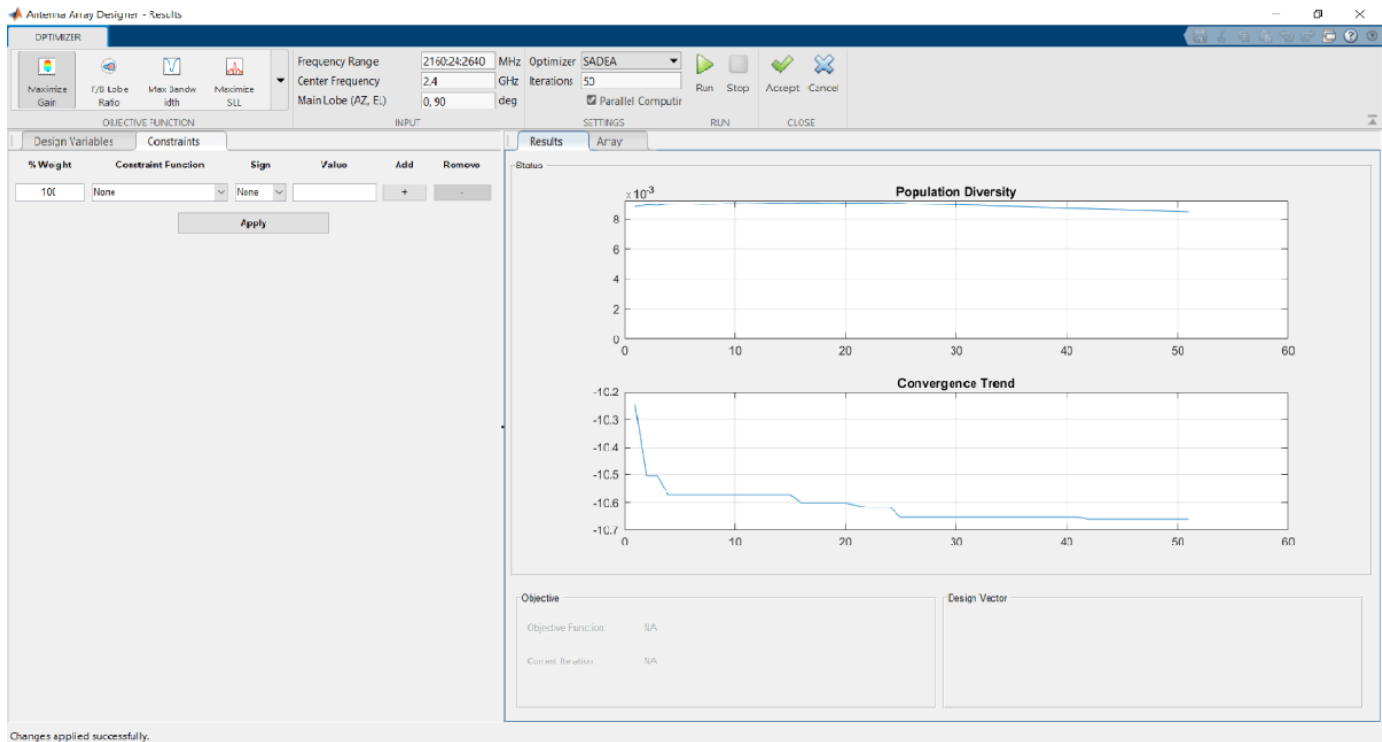 Antenna Array Designer - Results
OPTIMIZER
Maximize Gain
F/B Lobe Ratio
Max Bandwidth
Maximize SLL
OBJECTIVE FUNCTION
Frequency Range 2160:24:2640 MHz
Center Frequency 2.4 GHz
Main Lobe (AZ, EL) 0, 90 deg
INPUT
Optimizer SADEA
Iterations 50
Parallel Computin
SETTINGS
Run Stop
RUN
Accept Cancel
CLOSE
Design Variables Constraints
% Weight Constraint Function Sign Value Add Remove
100 None None + -
Apply
Results Array
Status
Population Diversity
×10-3
8
6
4
2
0
0 10 20 30 40 50 60
Convergence Trend
-10.2
-10.3
-10.4
-10.5
-10.6
-10.7
0 10 20 30 40 50 60
Objective
Objective Function: NA
Current Iteration: NA
Design Vector
Changes applied successfully.